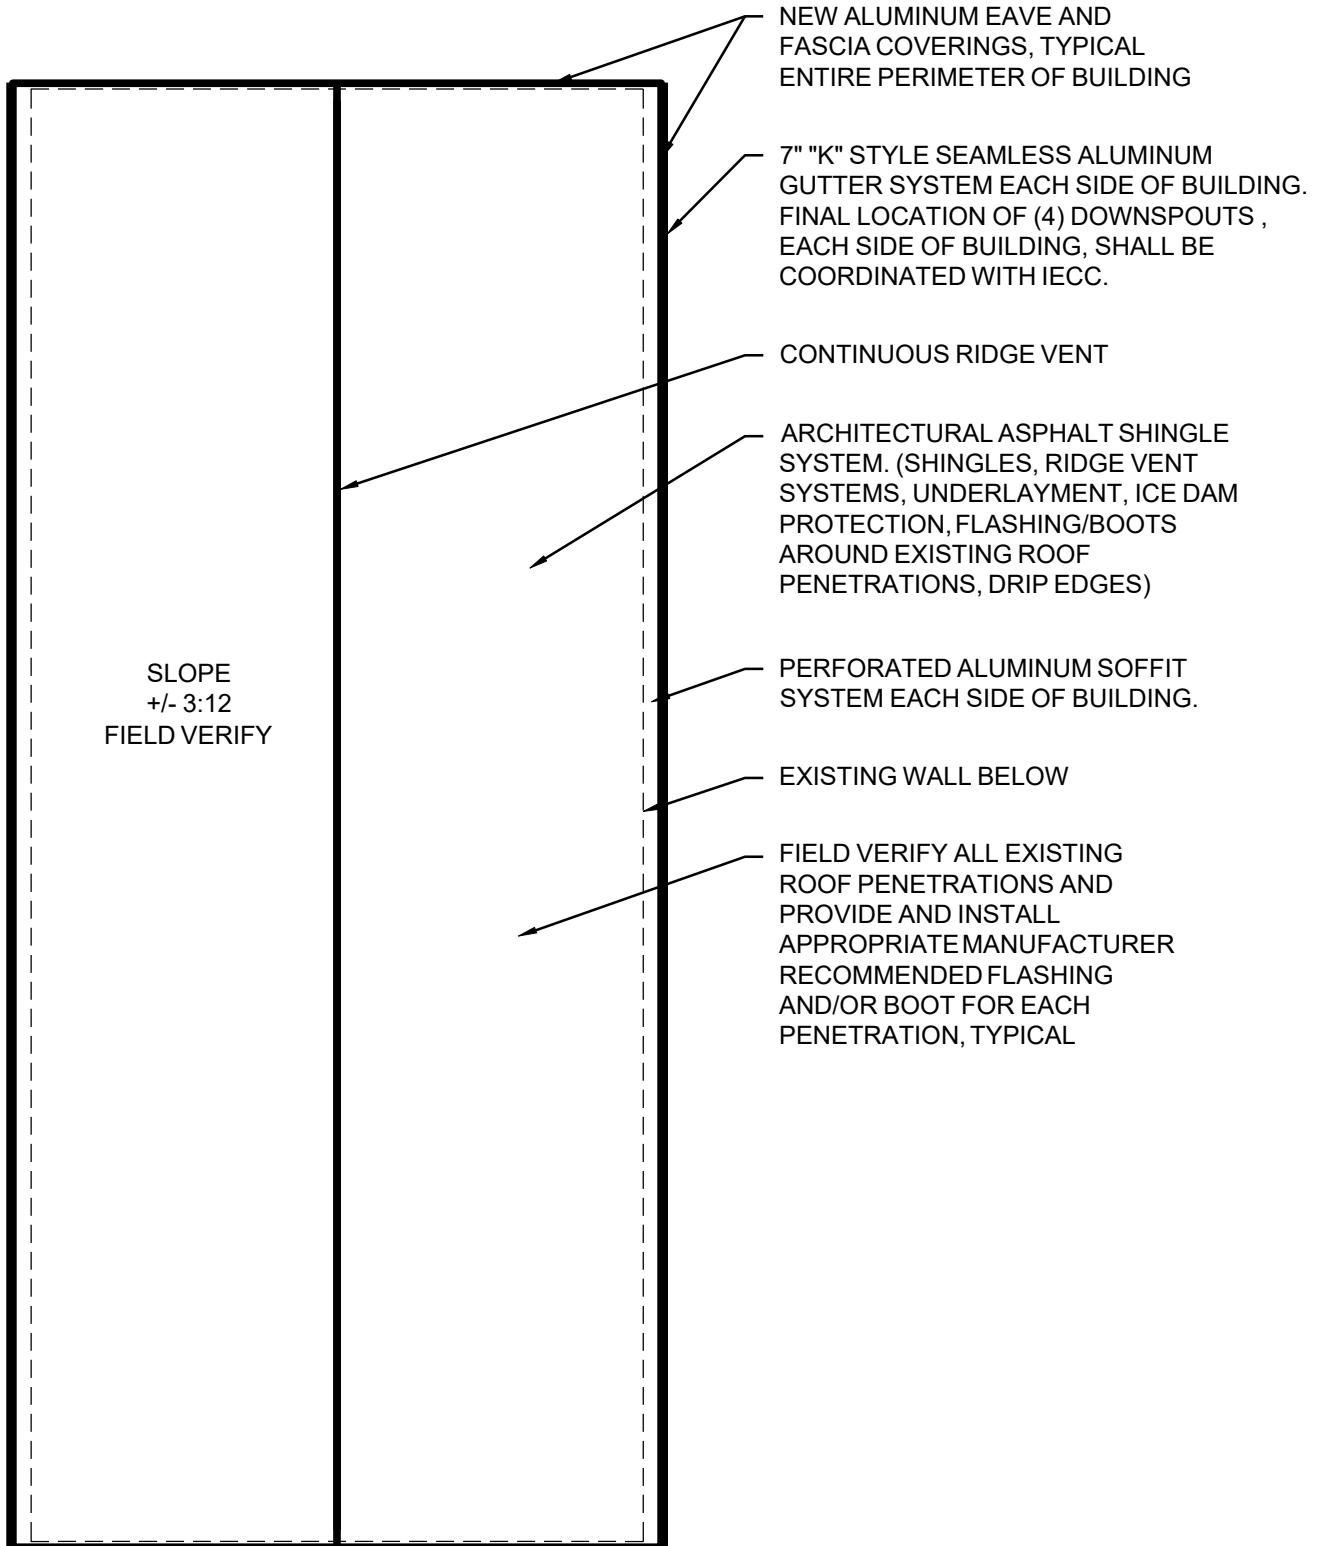 NEW ALUMINUM EAVE AND
FASCIA COVERINGS, TYPICAL
ENTIRE PERIMETER OF BUILDING
7" "K" STYLE SEAMLESS ALUMINUM
GUTTER SYSTEM EACH SIDE OF BUILDING.
FINAL LOCATION OF (4) DOWNSPOUTS ,
EACH SIDE OF BUILDING, SHALL BE
COORDINATED WITH IECC.
CONTINUOUS RIDGE VENT
ARCHITECTURAL ASPHALT SHINGLE
SYSTEM. (SHINGLES, RIDGE VENT
SYSTEMS, UNDERLAYMENT, ICE DAM
PROTECTION, FLASHING/BOOTS
AROUND EXISTING ROOF
PENETRATIONS, DRIP EDGES)
SLOPE
+/- 3:12
FIELD VERIFY
PERFORATED ALUMINUM SOFFIT
SYSTEM EACH SIDE OF BUILDING.
EXISTING WALL BELOW
FIELD VERIFY ALL EXISTING
ROOF PENETRATIONS AND
PROVIDE AND INSTALL
APPROPRIATE MANUFACTURER
RECOMMENDED FLASHING
AND/OR BOOT FOR EACH
PENETRATION, TYPICAL